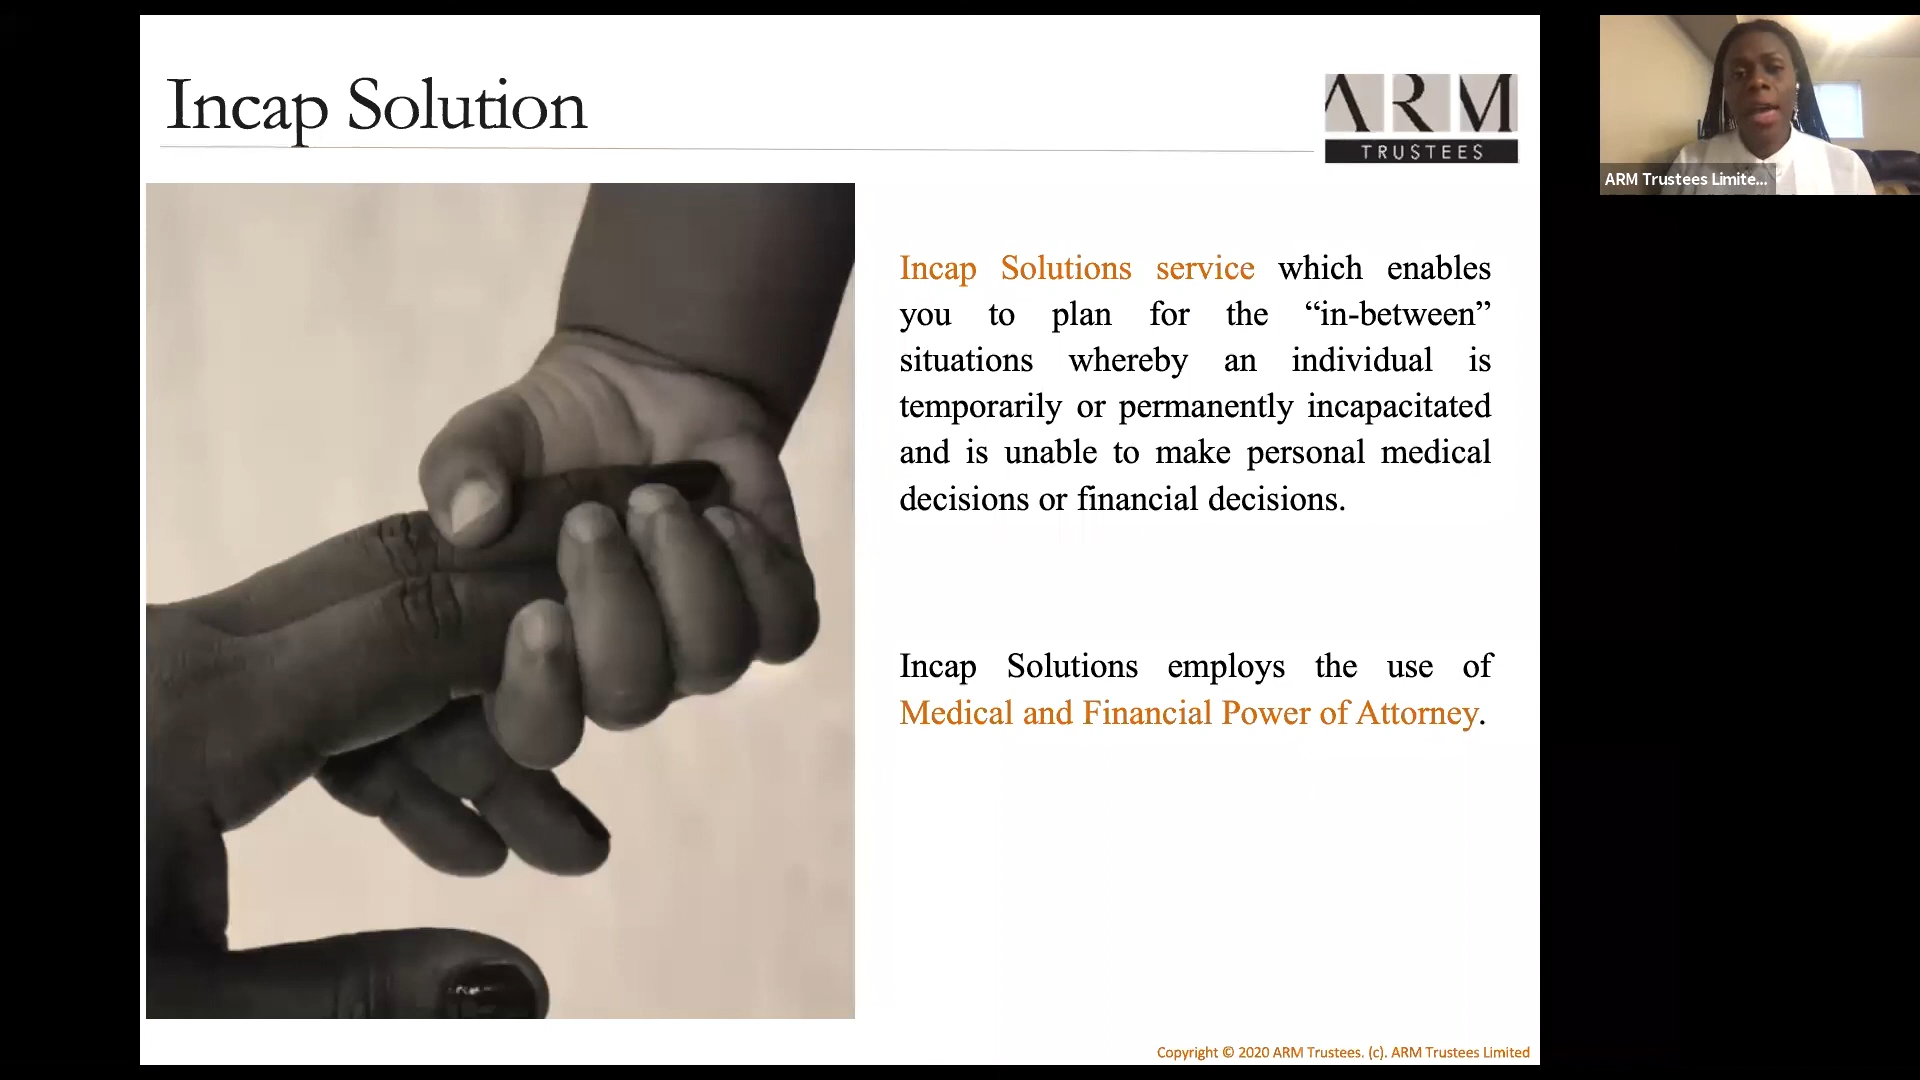 Incap Solution
ARM
TRUSTEES
ARM Trustees Limite...
Incap Solutions service which enables
you to plan for the “in-between”
situations whereby an individual is
temporarily or permanently incapacitated
and is unable to make personal medical
decisions or financial decisions.
Incap Solutions employs the use of
Medical and Financial Power of Attorney.
Copyright © 2020 ARM Trustees. (c). ARM Trustees Limited